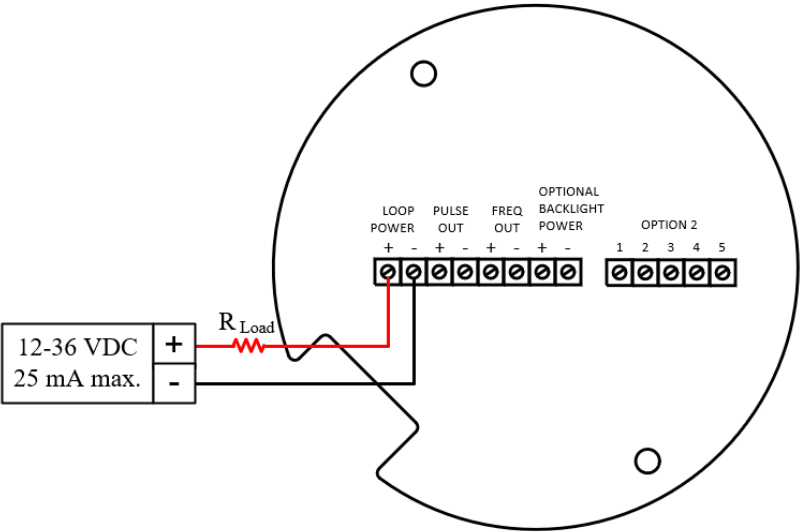 OPTIONAL
LOOP PULSE FREQ BACKLIGHT
POWER OUT OUT POWER
OPTION 2
+ - + - + - + - 1 2 3 4 5
R Load
12-36 VDC +
25 mA max. -